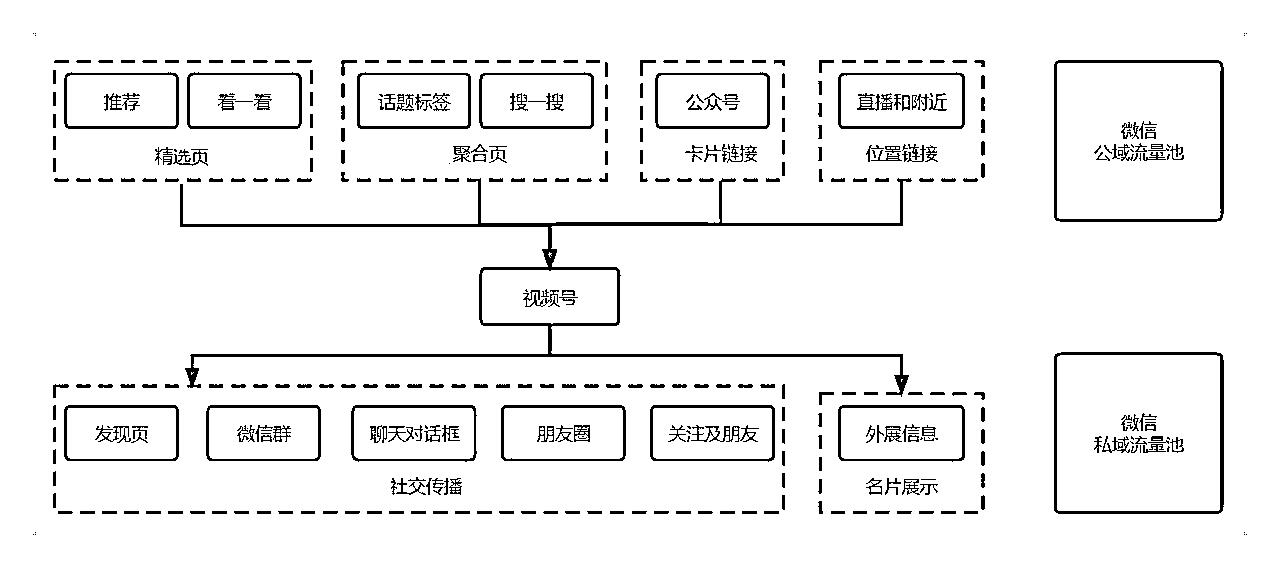 推荐
看一看
精选页
话题标签
搜一搜
聚合页
公众号
卡片链接
直播和附近
位置链接
微信
公域流量池
视频号
发现页
微信群
聊天对话框
朋友圈
关注及朋友
社交传播
外展信息
名片展示
微信
私域流量池